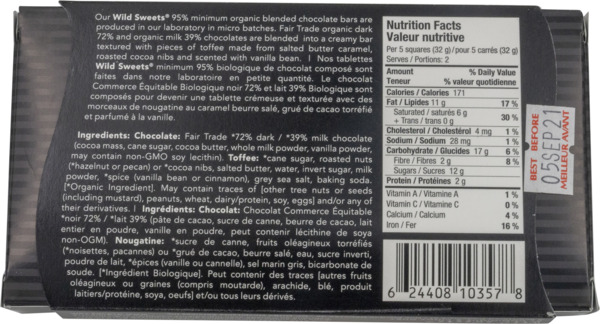 Our Wild Sweets® 95% minimum organic blended chocolate bars are
produced in our laboratory in micro batches. Fair Trade organic dark
72% and organic milk 39% chocolates are blended into a creamy bar
textured with pieces of toffee made from salted butter caramel,
roasted cocoa nibs and scented with vanilla bean. I Nos tablettes
Wild Sweets® minimum 95% biologique de chocolat composé sont
faites dans notre laboratoire en petite quantité. Le chocolat
Commerce Équitable Biologique noir 72% et lait 39% Biologique sont
composés pour devenir une tablette crémeuse et texturée avec des
morceaux de nougatine au caramel beurre salé, grué de cacao torréfié
et parfumé à la vanille.
Ingredients: Chocolate: Fair Trade *72% dark / *39% milk chocolate
(cocoa mass, cane sugar, cocoa butter, whole milk powder, vanilla powder,
may contain non-GMO soy lecithin). Toffee: *cane sugar, roasted nuts
(*hazelnut or pecan) or *cocoa nibs, salted butter, water, invert sugar, milk
powder, *spice (vanilla bean or cinnamon), grey sea salt, baking soda.
[*Organic Ingredient]. May contain traces of [other tree nuts or seeds
(including mustard), peanuts, wheat, dairy/protein, soy, eggs] and/or any of
their derivatives. I Ingrédients: Chocolat: Chocolat Commerce Équitable
*noir 72% / *lait 39% (pâte de cacao, sucre de canne, beurre de cacao, lait
entier en poudre, vanille en poudre, peut contenir lécithine de soya
non-OGM). Nougatine: *sucre de canne, fruits oléagineux torréfiés
(*noisettes, pacanes) ou *grué de cacao, beurre salé, eau, sucre inverti,
poudre de lait, *épices (vanille ou cannelle), sel marin gris, bicarbonate de
soude. [*Ingrédient Biologique]. Peut contenir des traces [autres fruits
oléagineux ou graines (compris moutarde), arachide, blé, produit
laitiers/protéine, soya, oeufs] et/ou tous leurs dérivés.
Nutrition Facts
Valeur nutritive
Per 5 squares (32 g) / pour 5 carrés (32 g)
Serves / Portions: 2
Amount % Daily Value
Teneur % valeur quotidienne
Calories / Calories 171
Fat / Lipides 11 g 17 %
Saturated / saturés 6 g
+ Trans / trans 0 g 30 %
Cholesterol / Cholestérol 4 mg 1 %
Sodium / Sodium 28 mg 1 %
Carbohydrate / Glucides 17 g 6 %
Fibre / Fibres 2 g 8 %
Sugars / Sucres 12 g
Protein / Protéines 2 g
Vitamin A / Vitamine A 1 %
Vitamin C / Vitamine C 0 %
Calcium / Calcium 4 %
Iron / Fer 16 %
BEST BEFORE
05SEP21
MEILLEUR AVANT
6 24408 10357 8